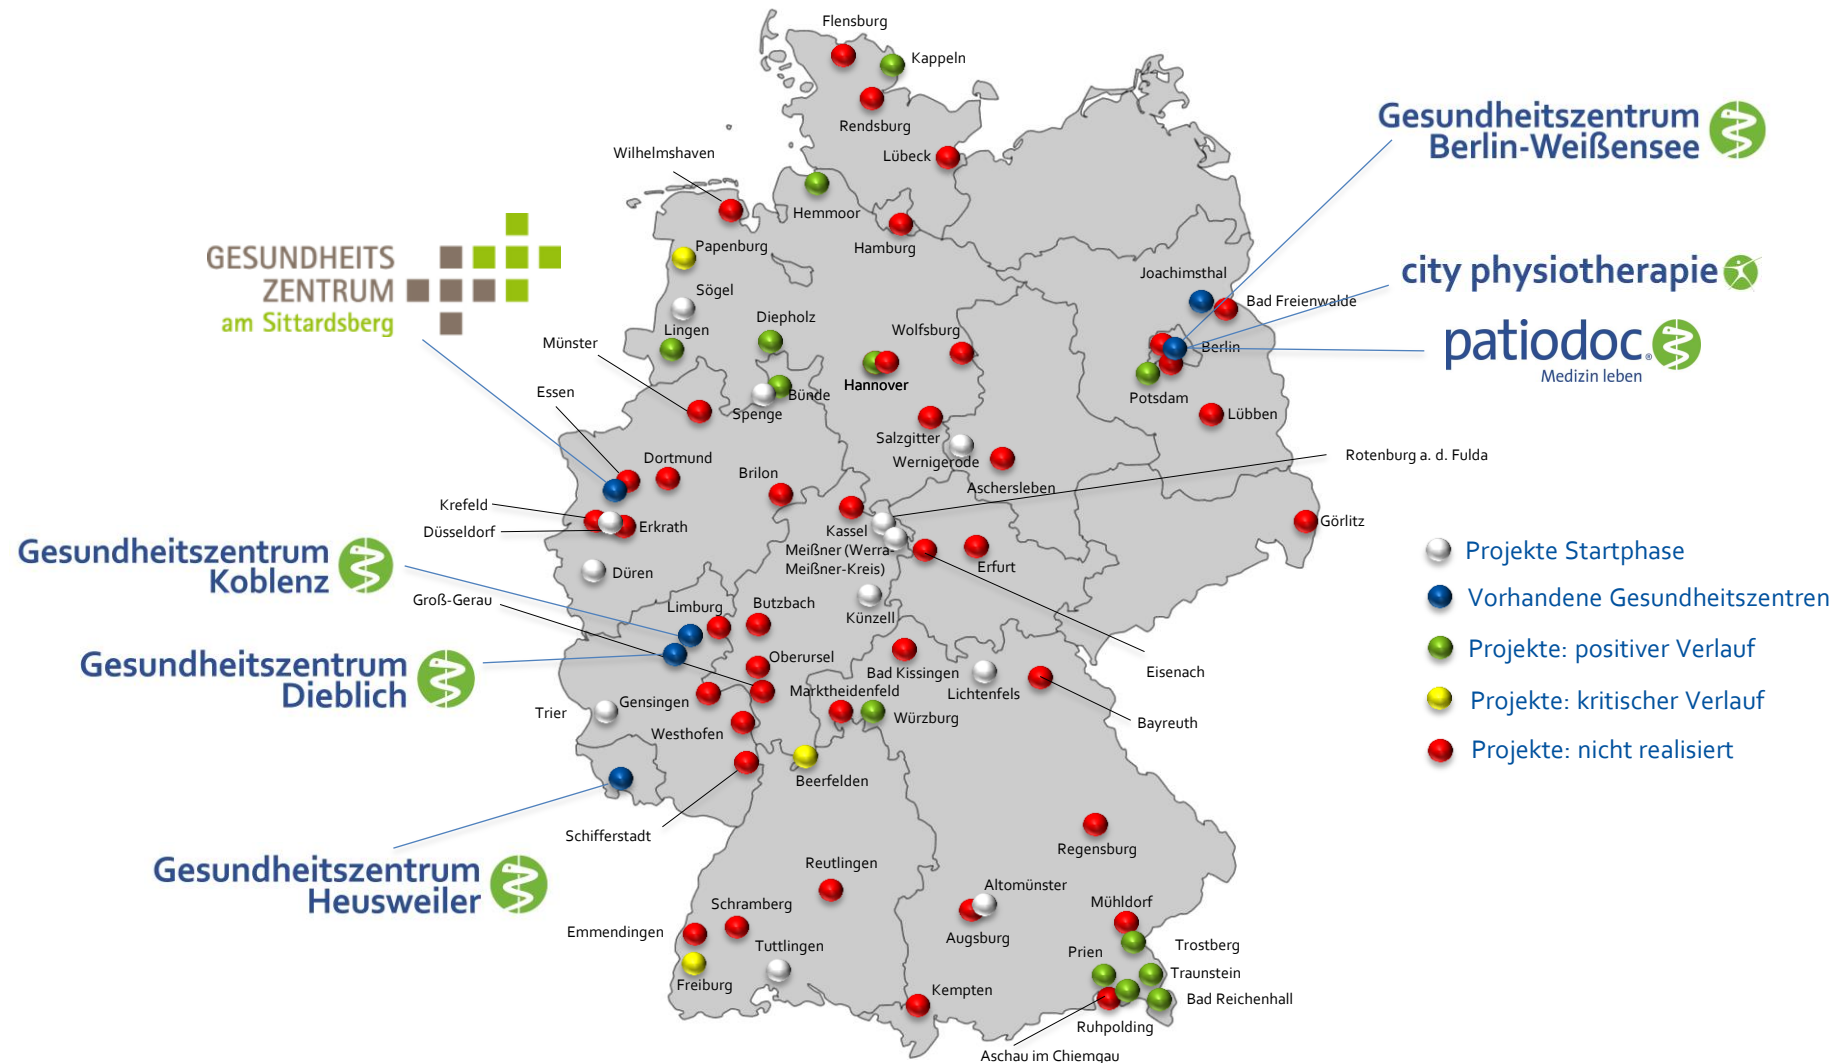 Flensburg
Kappeln
Rendsburg
Lübeck
Wilhelmshaven
Hemmoor
Hamburg
Papenburg
Sögel
Lingen
Diepholz
Wolfsburg
Münster
Hannover
Essen
Bünde
Spenge
Salzgitter
Wernigerode
Aschersleben
Joachimsthal
Bad Freienwalde
Berlin
Potsdam
Lübben
Gesundheitszentrum
Berlin-Weißensee
city physiotherapie
patiodoc®
Medizin leben
GESUNDHEITS
ZENTRUM
am Sittardsberg
Dortmund
Brilon
Krefeld
Düsseldorf
Erkrath
Kassel
Rotenburg a. d. Fulda
Meißner (Werra-
Meißner-Kreis)
Erfurt
Görlitz
Düren
Künzell
Gesundheitszentrum
Koblenz
Groß-Gerau
Limburg
Butzbach
Oberursel
Bad Kissingen
Lichtenfels
Eisenach
Gesundheitszentrum
Dieblich
Marktheidenfeld
Gensingen
Trier
Westhofen
Würzburg
Bayreuth
Beerfelden
Schifferstadt
Gesundheitszentrum
Heusweiler
Regensburg
Reutlingen
Altomünster
Schramberg
Mühldorf
Emmendingen
Tuttlingen
Augsburg
Trostberg
Prien
Traunstein
Freiburg
Kempten
Bad Reichenhall
Ruhpolding
Aschau im Chiemgau
Projekte Startphase
Vorhandene Gesundheitszentren
Projekte: positiver Verlauf
Projekte: kritischer Verlauf
Projekte: nicht realisiert